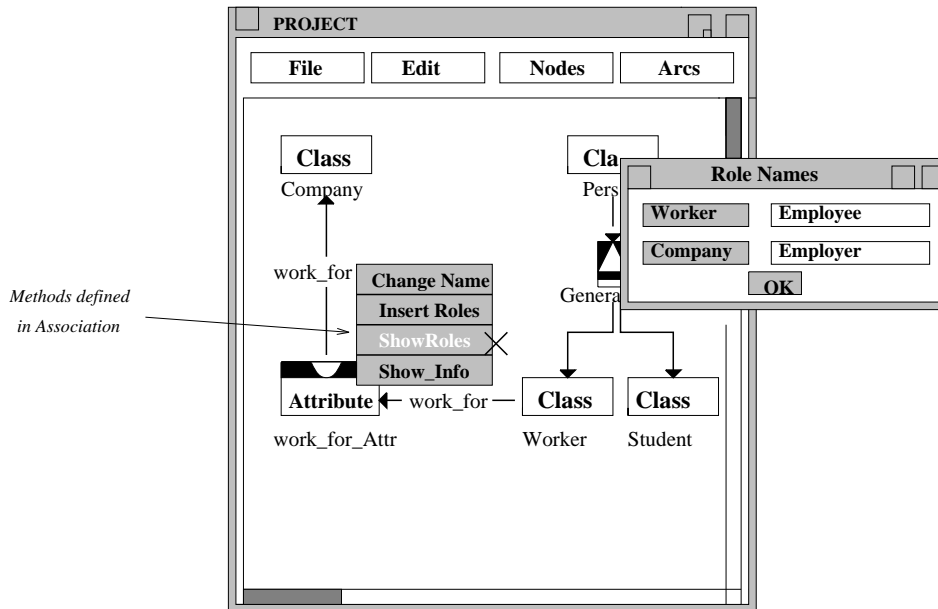 PROJECT
File
Edit
Nodes
Arcs
Class
Company
Cla
Pers
Role Names
Worker
Employee
Company
Employer
OK
work_for
Change Name
Insert Roles
ShowRoles
Show_Info
Genera
Methods defined
in Association
Attribute
work_for
Class
Class
work_for_Attr
Worker
Student